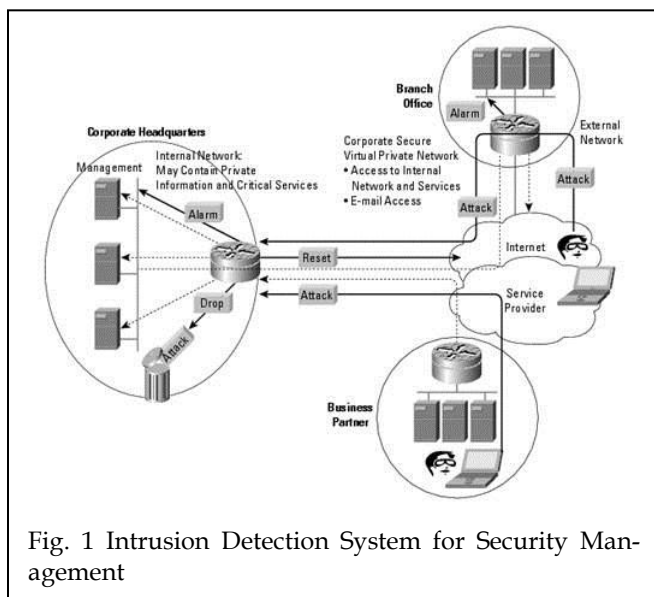 Branch
Office
Alarm
External
Network
Corporate Headquarters
Internal Network:
May Contain Private
Information and Critical Services
Management
Corporate Secure
Virtual Private Network
• Access to Internal
Network and Services
• E-mail Access
Attack
Attack
Alarm
Internet
Reset
Drop
Attack
Service
Provider
Attack
Business
Partner
Fig. 1 Intrusion Detection System for Security Man-
agement